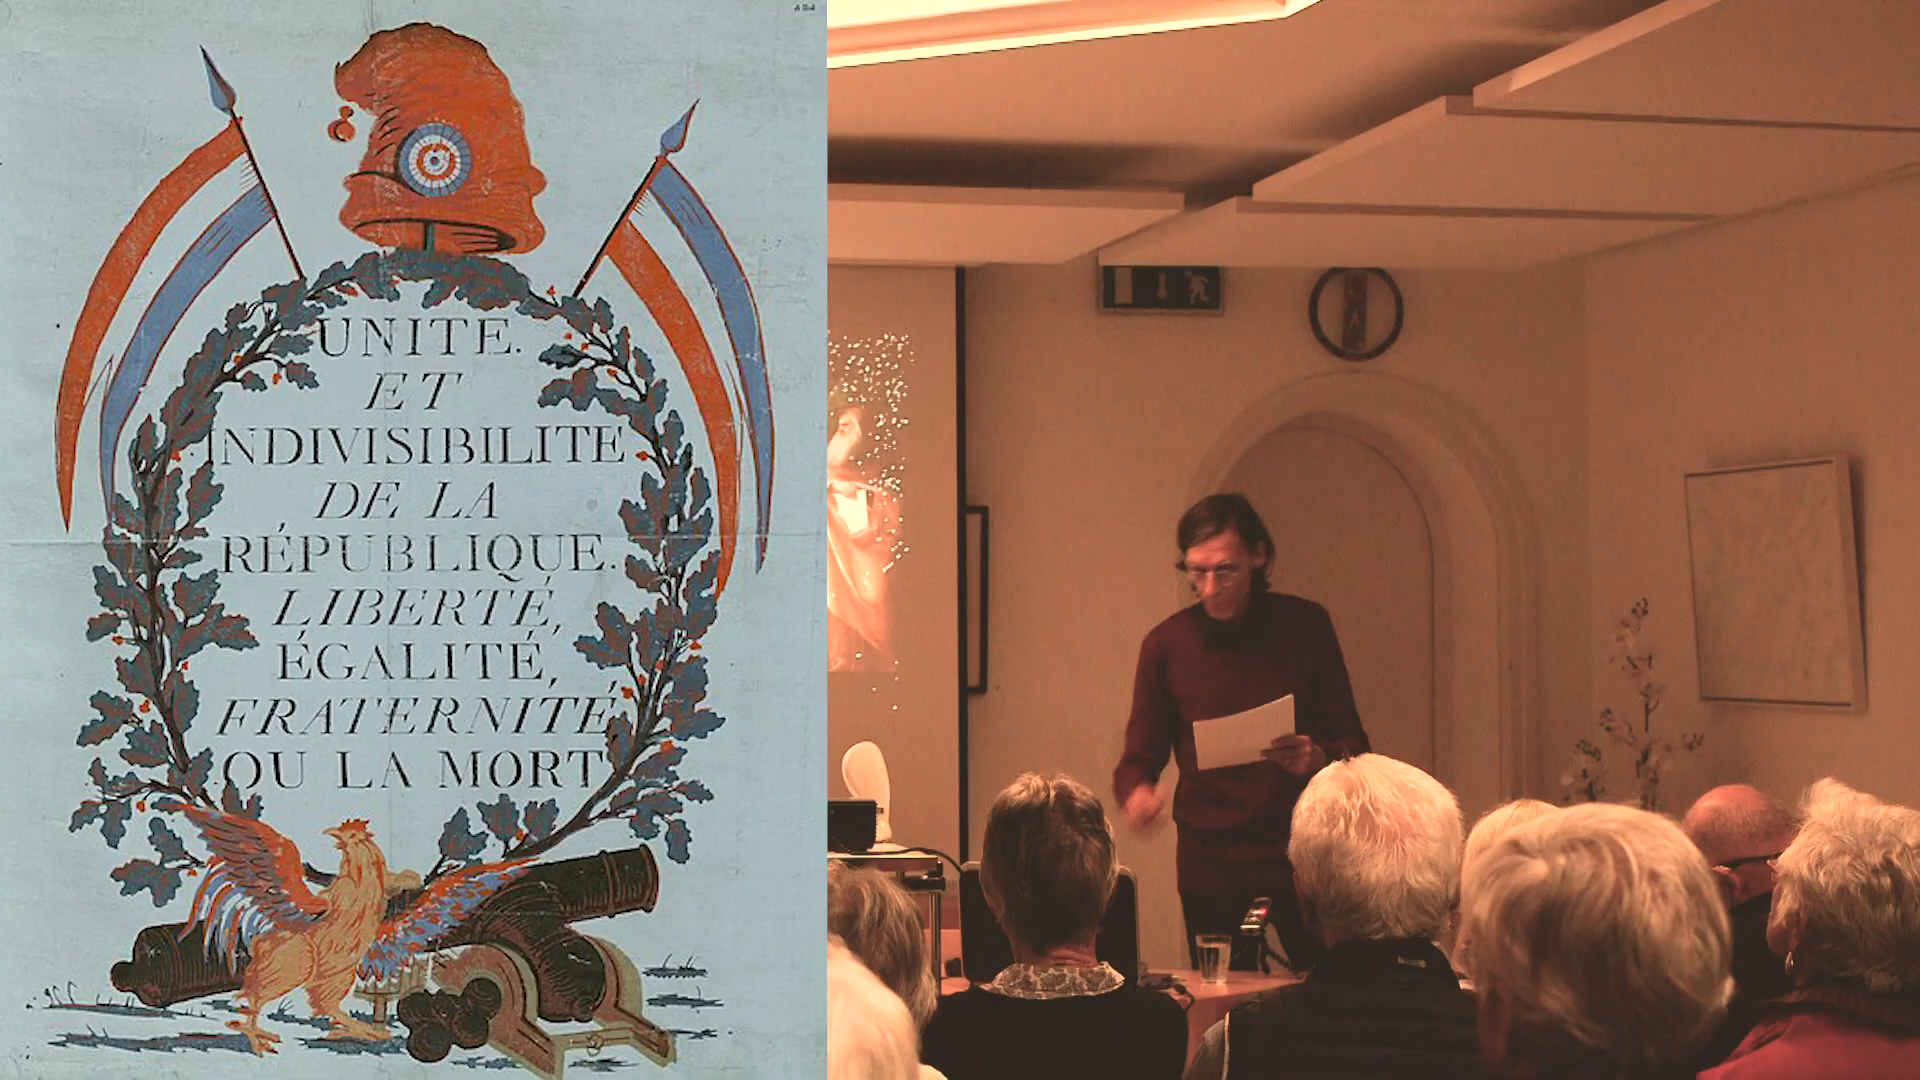 UNITE.
ET
INDIVISIBILITE
DE LA
RÉPUBLIQUE.
LIBERTÉ,
ÉGALITÉ,
FRATERNITÉ
OU LA MORT